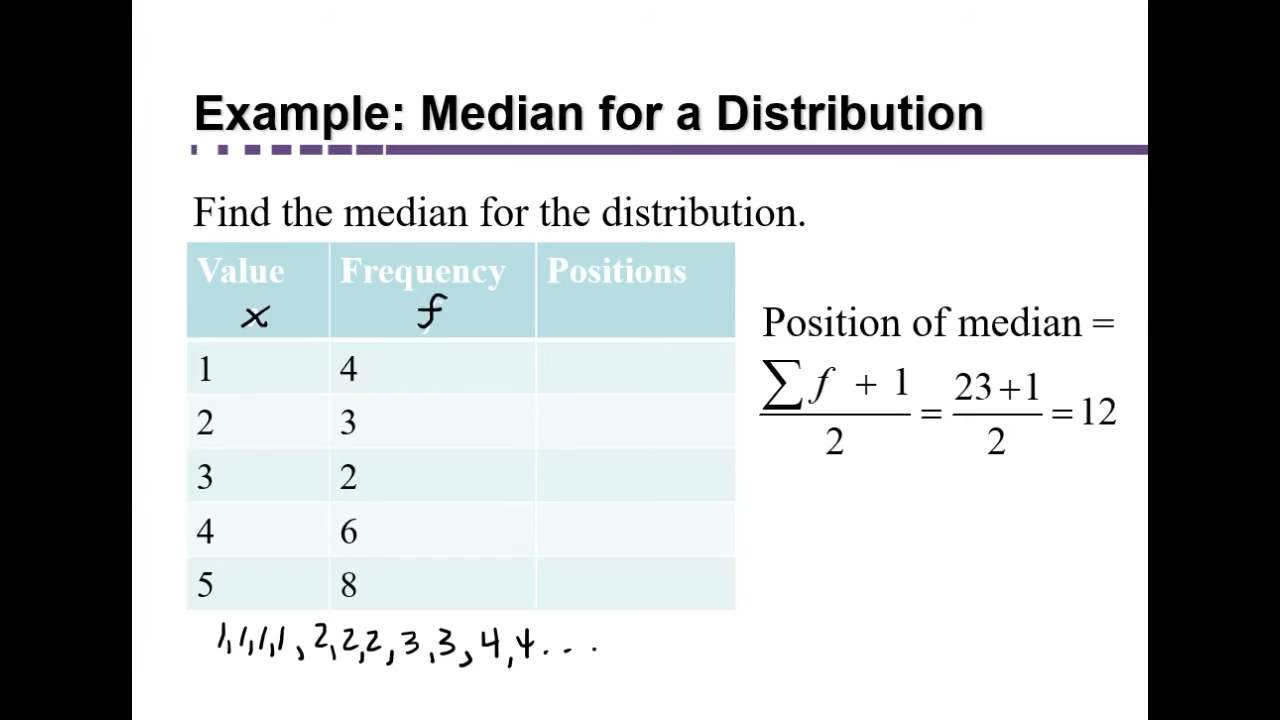 Example: Median for a Distribution
Find the median for the distribution.
Value Frequency Positions
x f
1 4
2 3
3 2
4 6
5 8
Position of median =
∑f + 1 / 2 = 23+1 / 2 = 12
1,1,1,1, 2,2,2, 3,3, 4,4...